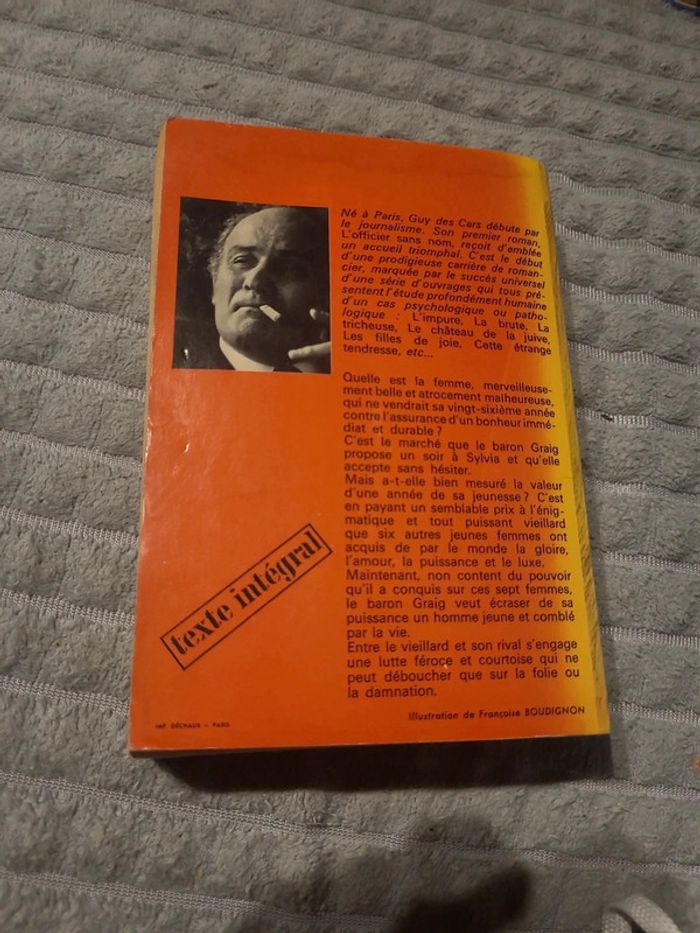 Né à Paris, Guy des Cars débute par
le journalisme. Son premier roman,
L'officier sans nom, reçoit d'emblée
un accueil triomphal. C'est le début
d'une prodigieuse carrière de roman-
cier, marquée par le succès universel
d'une série d'ouvrages qui tous pré-
sentent l'étude profondément humaine
d'un cas psychologique ou patho-
logique : L'impure, La brute, La
tricheuse, Le château de la juive,
Les filles de joie, Cette étrange
tendresse, etc...
Quelle est la femme, merveilleuse-
ment belle et atrocement malheureuse,
qui ne vendrait sa vingt-sixième année
contre l'assurance d'un bonheur immé-
diat et durable ?
C'est le marché que le baron Graig
propose un soir à Sylvia et qu'elle
accepte sans hésiter.
Mais a-t-elle bien mesuré la valeur
d'une année de sa jeunesse ? C'est
en payant un semblable prix à l'énig-
matique et tout puissant vieillard
que six autres jeunes femmes ont
acquis de par le monde la gloire,
l'amour, la puissance et le luxe.
Maintenant, non content du pouvoir
qu'il a conquis sur ces sept femmes,
le baron Graig veut écraser de sa
puissance un homme jeune et comblé
par la vie.
Entre le vieillard et son rival s'engage
une lutte féroce et courtoise qui ne
peut déboucher que sur la folie ou
la damnation.
texte intégral
Illustration de Françoise BOUDIGNON
IMP. DÉCHAUX – PARIS